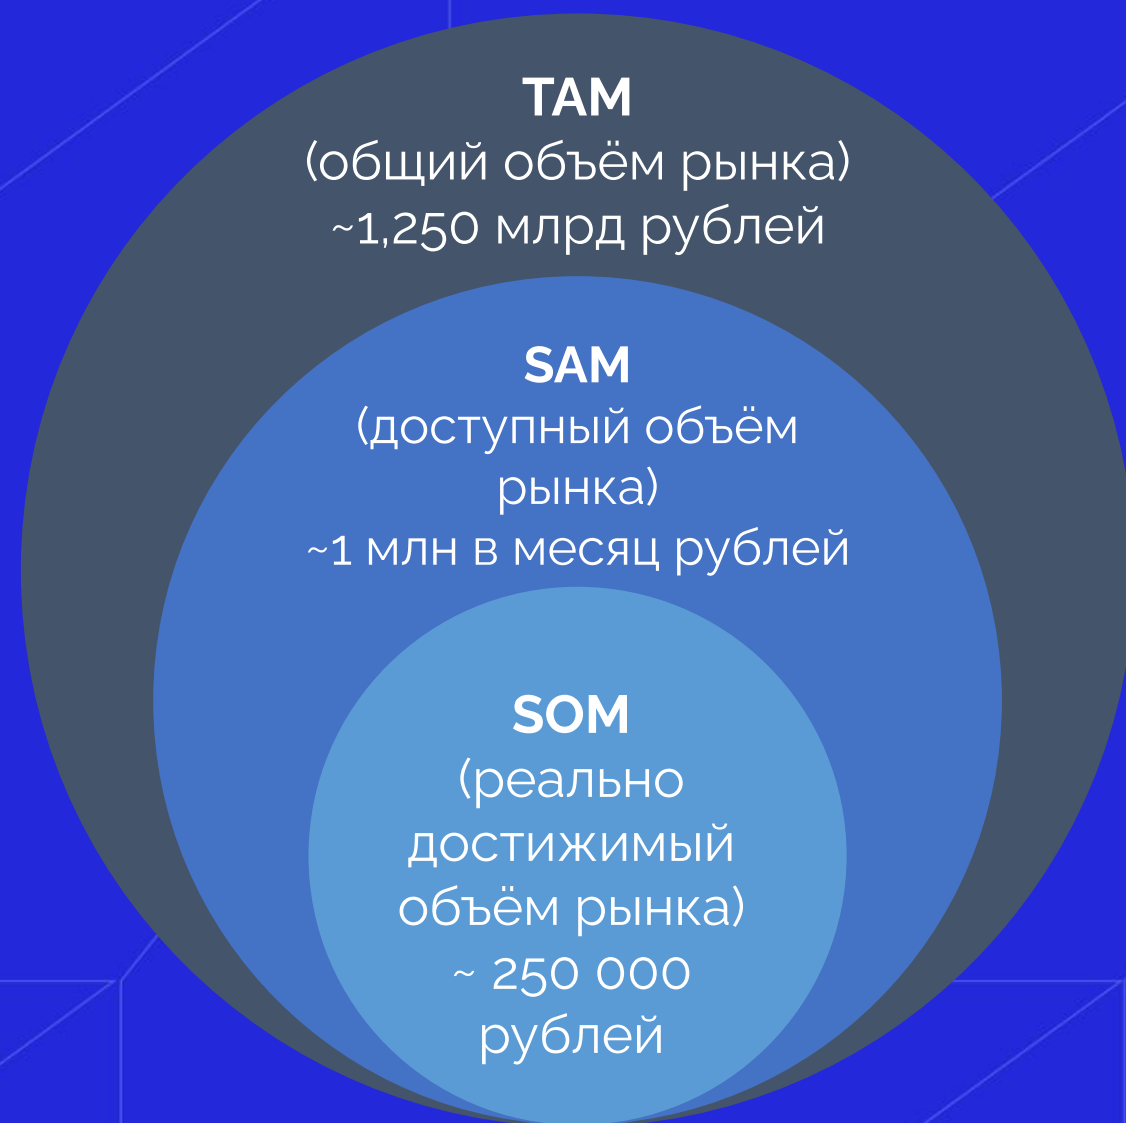 TAM
(общий объём рынка)
~1,250 млрд рублей
SAM
(доступный объём
рынка)
~1 млн в месяц рублей
SOM
(реально
достижимый
объём рынка)
~ 250 000
рублей